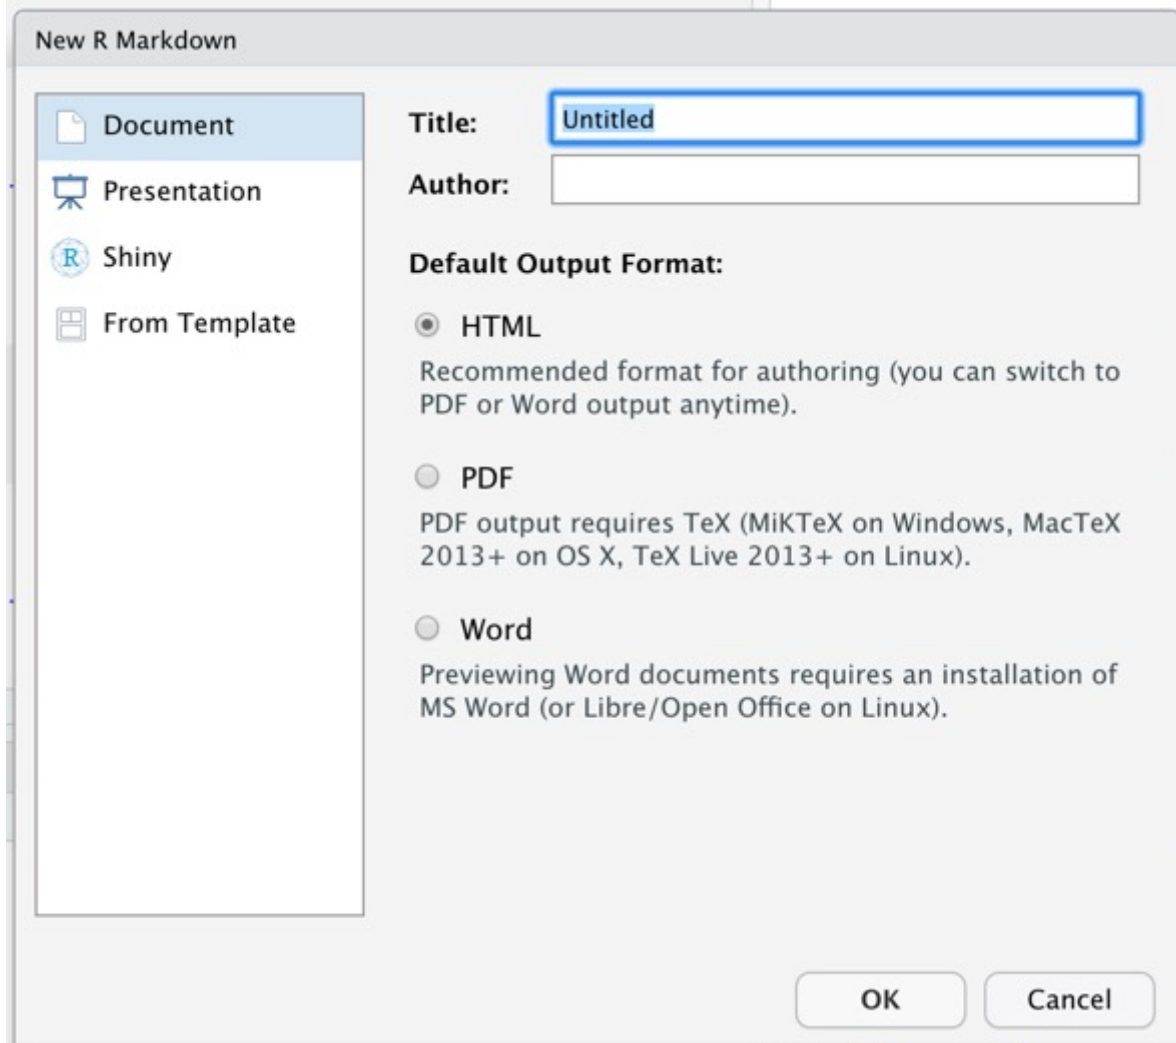 New R Markdown
Document
Presentation
R Shiny
From Template
Title: Untitled
Author:
Default Output Format:
HTML
Recommended format for authoring (you can switch to
PDF or Word output anytime).
PDF
PDF output requires TeX (MiKTeX on Windows, MacTeX
2013+ on OS X, TeX Live 2013+ on Linux).
Word
Previewing Word documents requires an installation of
MS Word (or Libre/Open Office on Linux).
OK Cancel